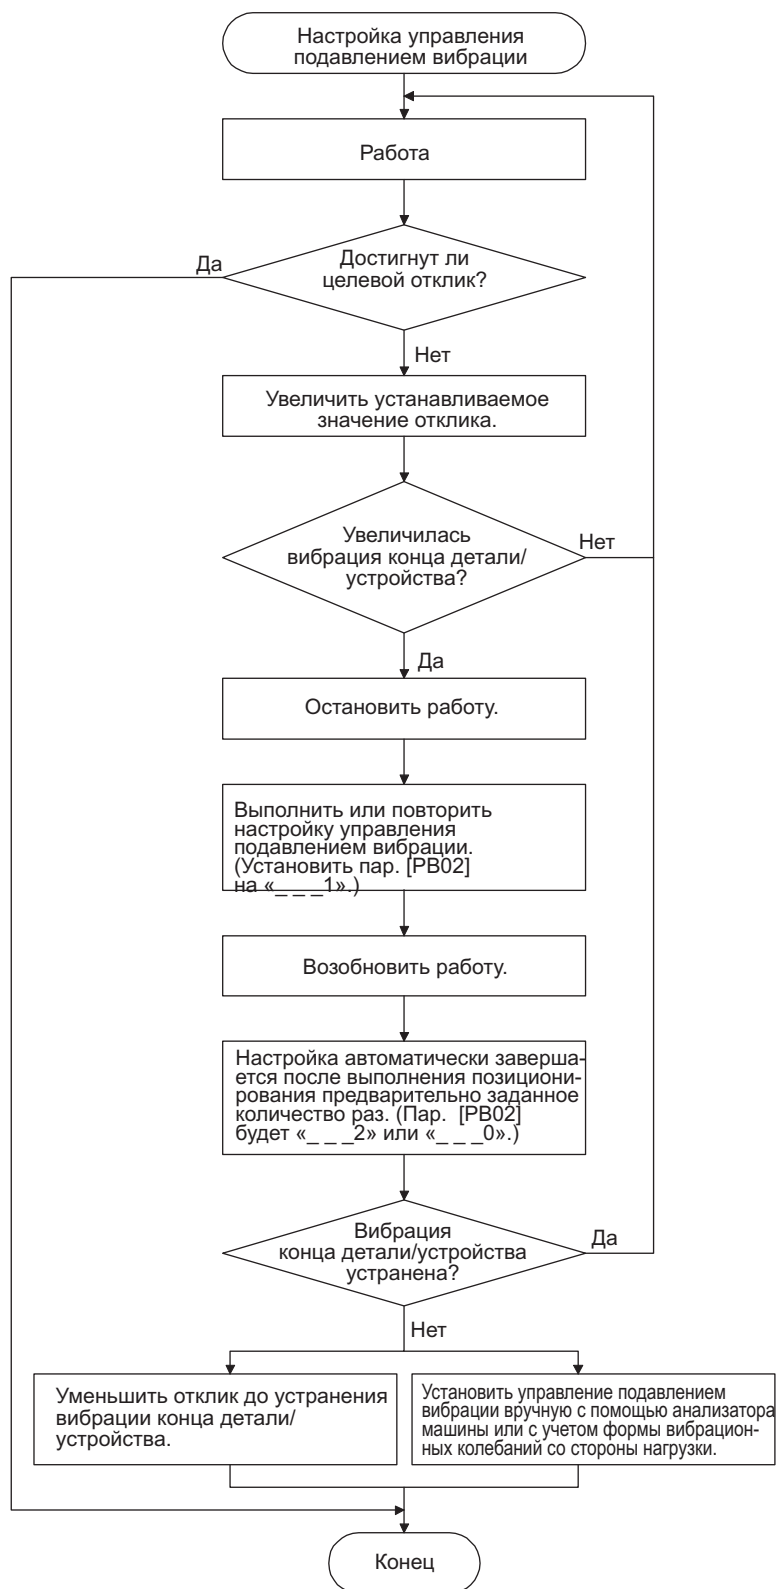 Настройка управления
подавлением вибрации
Работа
Да
Достигнут ли
целевой отклик?
Нет
Увеличить устанавливаемое
значение отклика.
Увеличилась
вибрация конца детали/
устройства?
Нет
Да
Остановить работу.
Выполнить или повторить
настройку управления
подавлением вибрации.
(Установить пар. [PB02]
на «_ _ _1».)
Возобновить работу.
Настройка автоматически заверша-
ется после выполнения позициони-
рования предварительно заданное
количество раз. (Пар. [PB02]
будет «_ _ _2» или «_ _ _0».)
Вибрация
конца детали/устройства
устранена?
Да
Нет
Уменьшить отклик до устранения
вибрации конца детали/
устройства.
Установить управление подавлением
вибрации вручную с помощью анализатора
машины или с учетом формы вибрацион-
ных колебаний со стороны нагрузки.
Конец